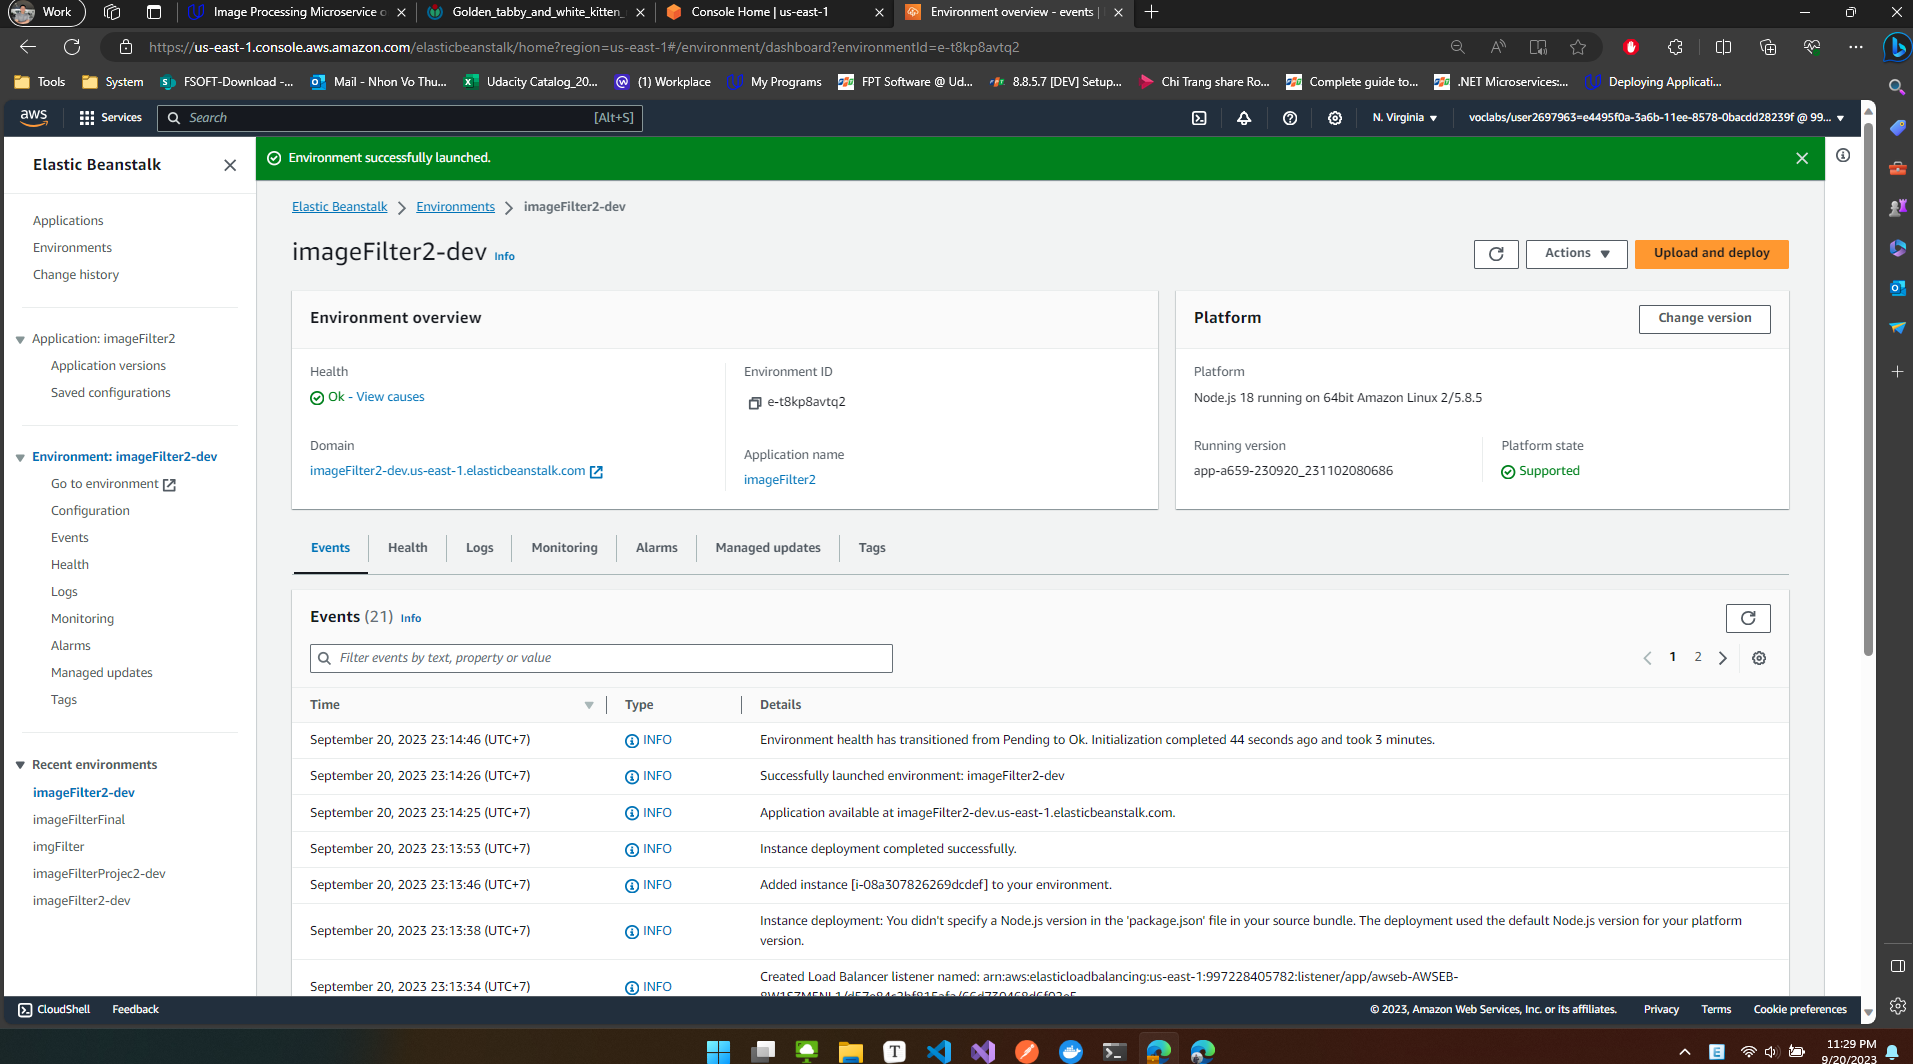 Work
Image Processing Microservice o
Golden_tabby_and_white_kitten_
Console Home | us-east-1
Environment overview - events |
https://us-east-1.console.aws.amazon.com/elasticbeanstalk/home?region=us-east-1#/environment/dashboard?environmentId=e-t8kp8avtq2
Tools
System
FSOFT-Download -...
Mail - Nhon Vo Thu...
Udacity Catalog_20...
(1) Workplace
My Programs
FPT Software @ Ud...
8.8.5.7 [DEV] Setup...
Chi Trang share Ro...
Complete guide to...
.NET Microservices:...
Deploying Applicati...
aws
Services
Search
[Alt+S]
N. Virginia
voclabs/user2697963=e4495f0a-3a6b-11ee-8578-0bacdd28239f @ 99...
Elastic Beanstalk
Environment successfully launched.
Applications
Environments
Change history
Application: imageFilter2
Application versions
Saved configurations
Environment: imageFilter2-dev
Go to environment
Configuration
Events
Health
Logs
Monitoring
Alarms
Managed updates
Tags
Recent environments
imageFilter2-dev
imageFilterFinal
imgFilter
imageFilterProjec2-dev
imageFilter2-dev
Elastic Beanstalk
Environments
imageFilter2-dev
imageFilter2-dev Info
Actions
Upload and deploy
Environment overview
Health
Ok - View causes
Domain
imageFilter2-dev.us-east-1.elasticbeanstalk.com
Environment ID
e-t8kp8avtq2
Application name
imageFilter2
Platform
Change version
Platform
Node.js 18 running on 64bit Amazon Linux 2/5.8.5
Running version
app-a659-230920_231102080686
Platform state
Supported
Events
Health
Logs
Monitoring
Alarms
Managed updates
Tags
Events (21) Info
Filter events by text, property or value
1
2
Time
Type
Details
September 20, 2023 23:14:46 (UTC+7)
INFO
Environment health has transitioned from Pending to Ok. Initialization completed 44 seconds ago and took 3 minutes.
September 20, 2023 23:14:26 (UTC+7)
INFO
Successfully launched environment: imageFilter2-dev
September 20, 2023 23:14:25 (UTC+7)
INFO
Application available at imageFilter2-dev.us-east-1.elasticbeanstalk.com.
September 20, 2023 23:13:53 (UTC+7)
INFO
Instance deployment completed successfully.
September 20, 2023 23:13:46 (UTC+7)
INFO
Added instance [i-08a307826269dcdef] to your environment.
September 20, 2023 23:13:38 (UTC+7)
INFO
Instance deployment: You didn't specify a Node.js version in the 'package.json' file in your source bundle. The deployment used the default Node.js version for your platform
version.
September 20, 2023 23:13:34 (UTC+7)
INFO
Created Load Balancer listener named: arn:aws:elasticloadbalancing:us-east-1:997228405782:listener/app/awseb-AWSEB-
CloudShell
Feedback
© 2023, Amazon Web Services, Inc. or its affiliates.
Privacy
Terms
Cookie preferences
11:29 PM
9/20/2023